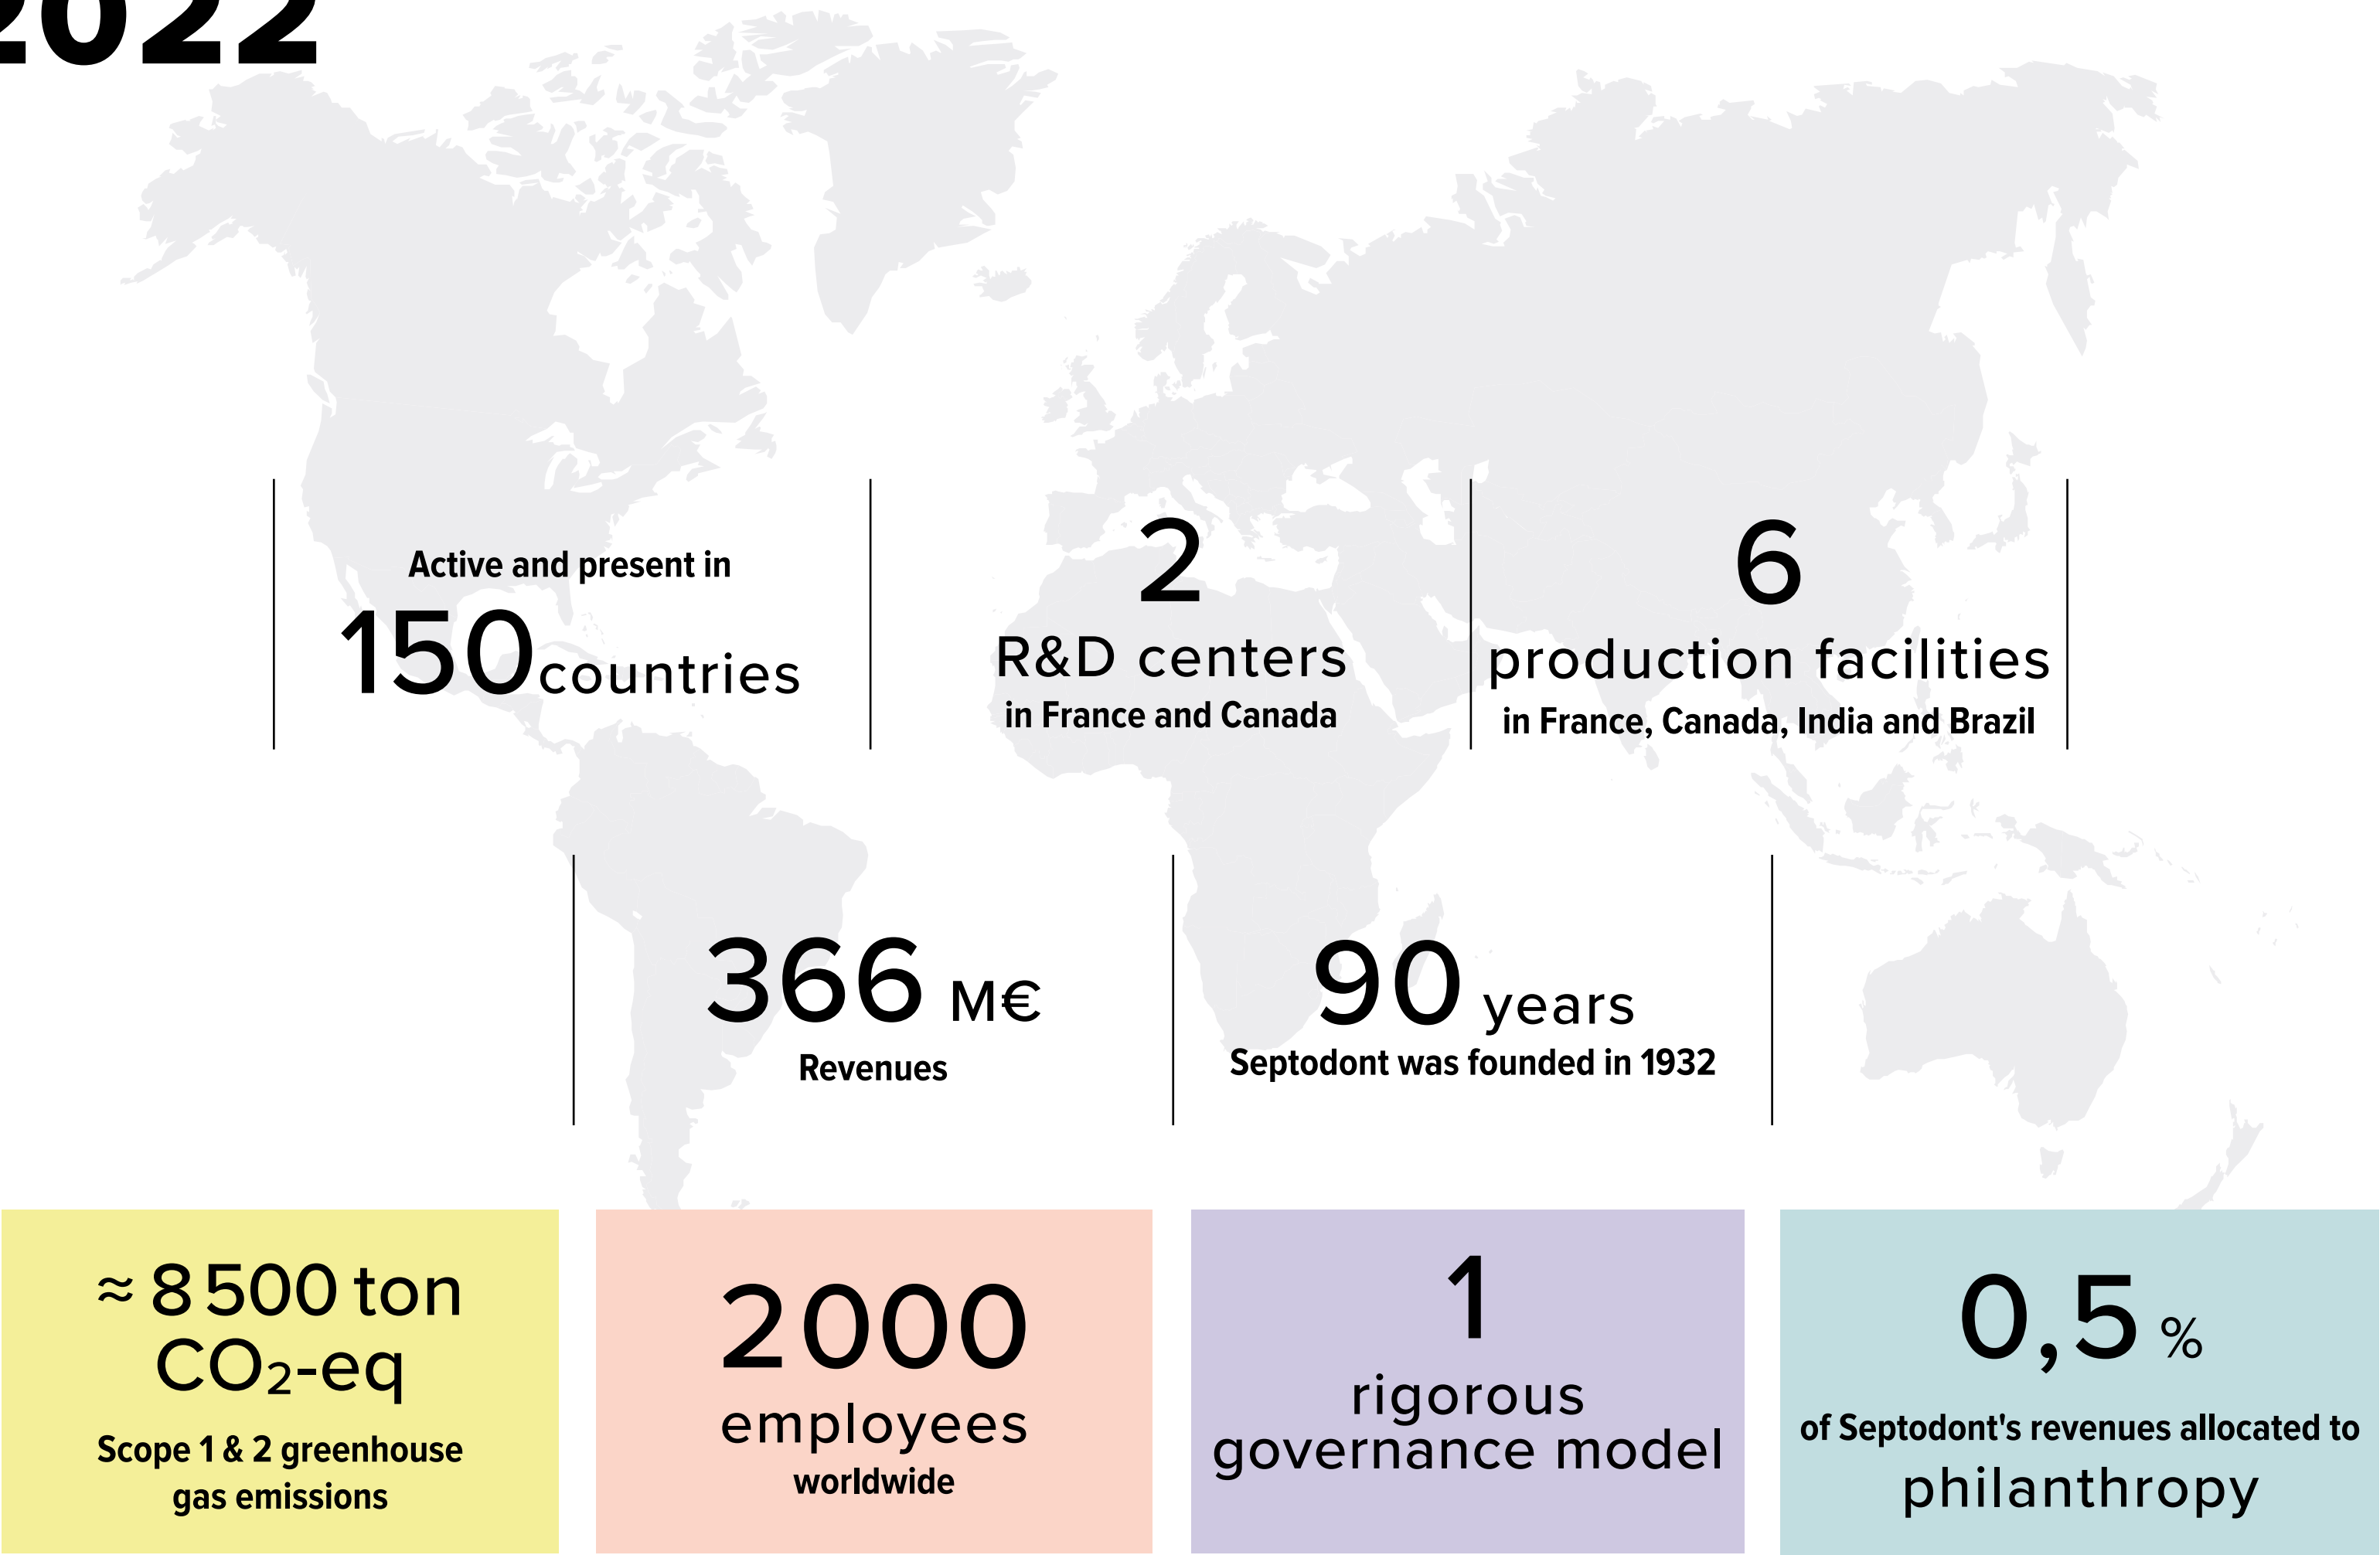 2022
Active and present in
150 countries
2
R&D centers
in France and Canada
6
production facilities
in France, Canada, India and Brazil
366 M€
Revenues
90 years
Septodont was founded in 1932
≈ 8 500 ton
CO₂-eq
Scope 1 & 2 greenhouse
gas emissions
2 000
employees
worldwide
1
rigorous
governance model
0,5 %
of Septodont's revenues allocated to
philanthropy